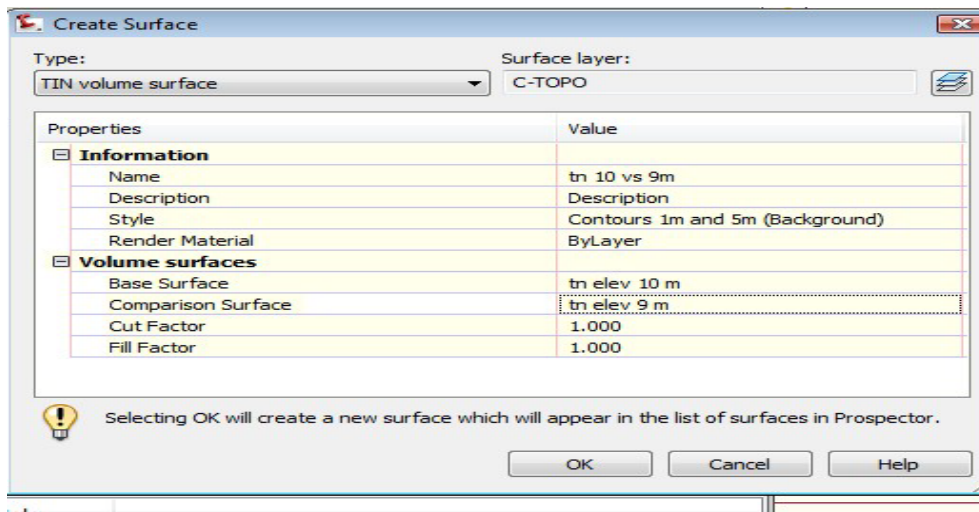 Create Surface
Type:
Surface layer:
TIN volume surface
C-TOPO
Properties Value
Information
Name tn 10 vs 9m
Description Description
Style Contours 1m and 5m (Background)
Render Material ByLayer
Volume surfaces
Base Surface tn elev 10 m
Comparison Surface tn elev 9 m
Cut Factor 1.000
Fill Factor 1.000
Selecting OK will create a new surface which will appear in the list of surfaces in Prospector.
OK Cancel Help